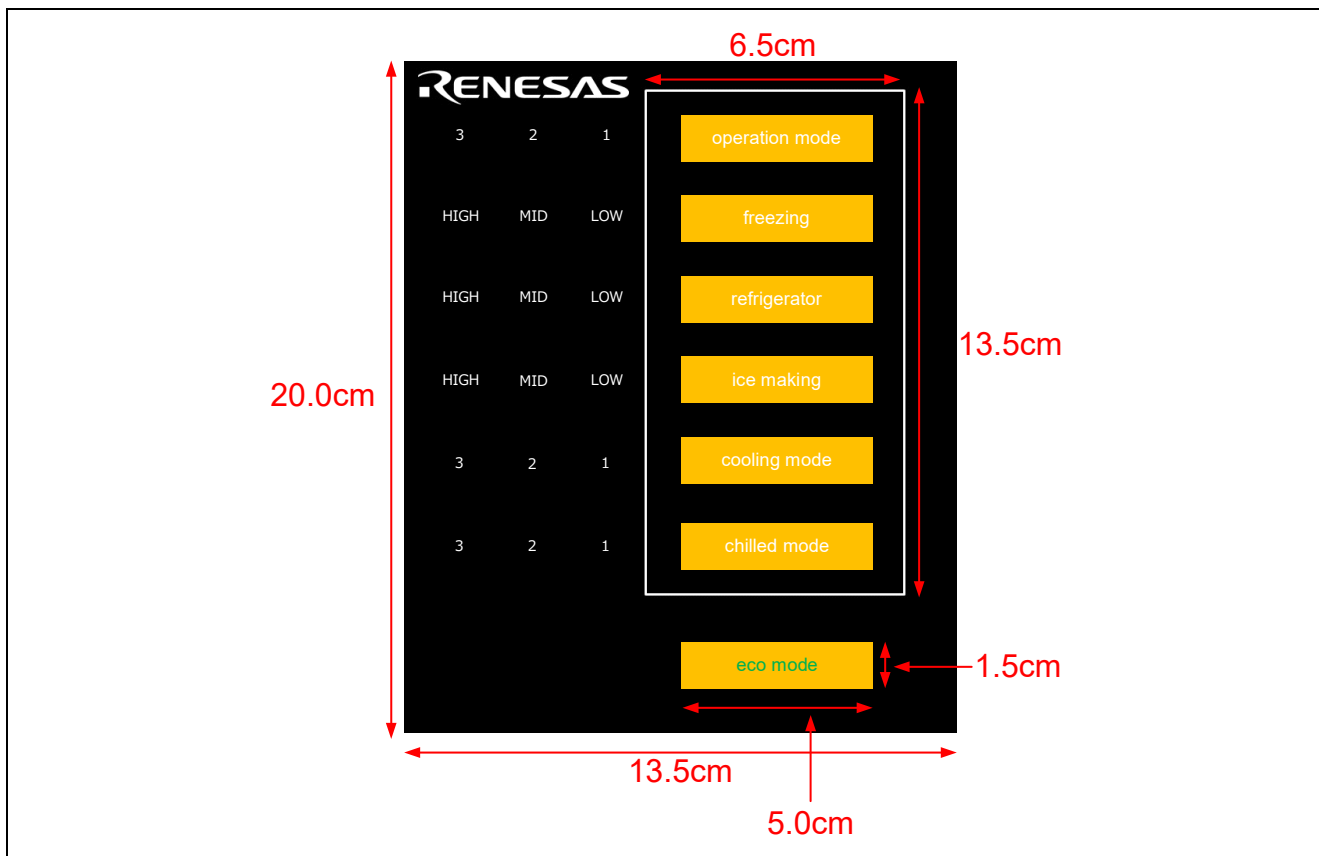 6.5cm
RENESAS
3 2 1 operation mode
HIGH MID LOW freezing
HIGH MID LOW refrigerator
13.5cm
HIGH MID LOW ice making
20.0cm
3 2 1 cooling mode
3 2 1 chilled mode
eco mode
1.5cm
13.5cm
5.0cm